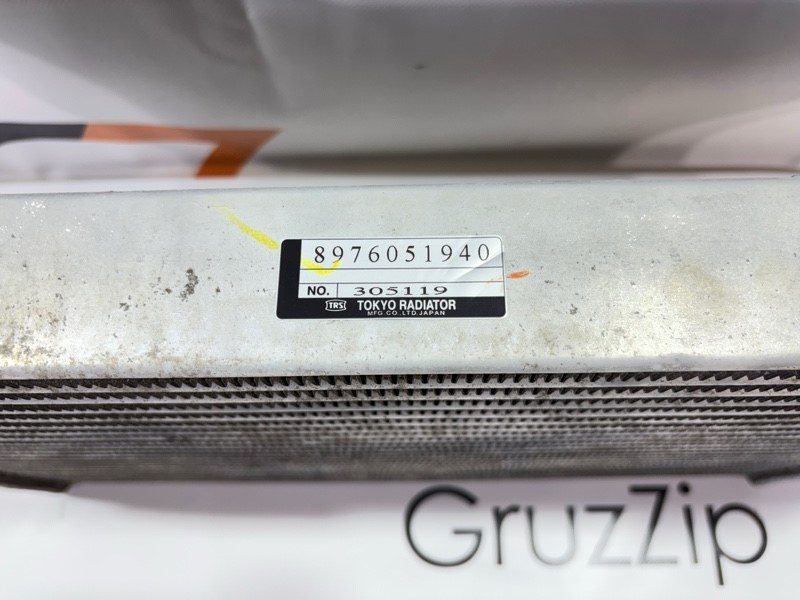 8976051940
NO. 305119
TRS TOKYO RADIATOR
MFG.CO.,LTD.JAPAN
GruzZip